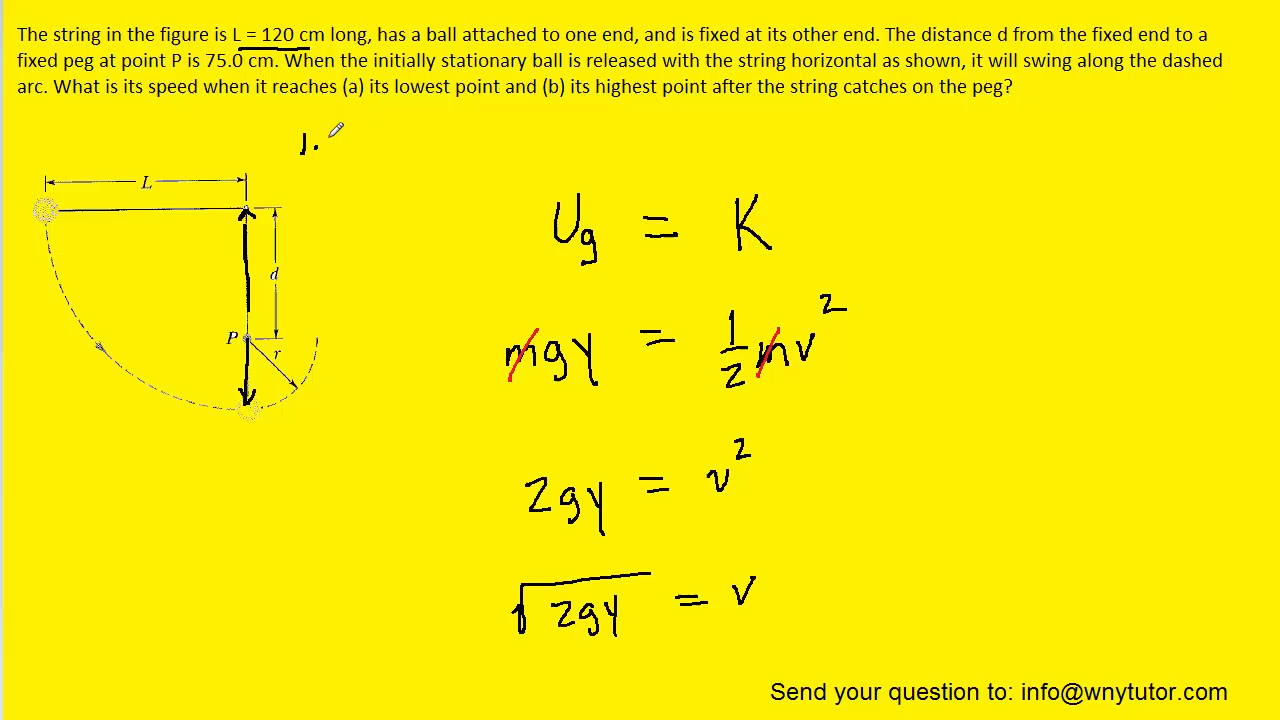 The string in the figure is L = 120 cm long, has a ball attached to one end, and is fixed at its other end. The distance d from the fixed end to a
fixed peg at point P is 75.0 cm. When the initially stationary ball is released with the string horizontal as shown, it will swing along the dashed
arc. What is its speed when it reaches (a) its lowest point and (b) its highest point after the string catches on the peg?
1.
L
d
P
r
Ug = K
mgy = 1/2 mv²
2gy = v²
√2gy = v
Send your question to: info@wnytutor.com